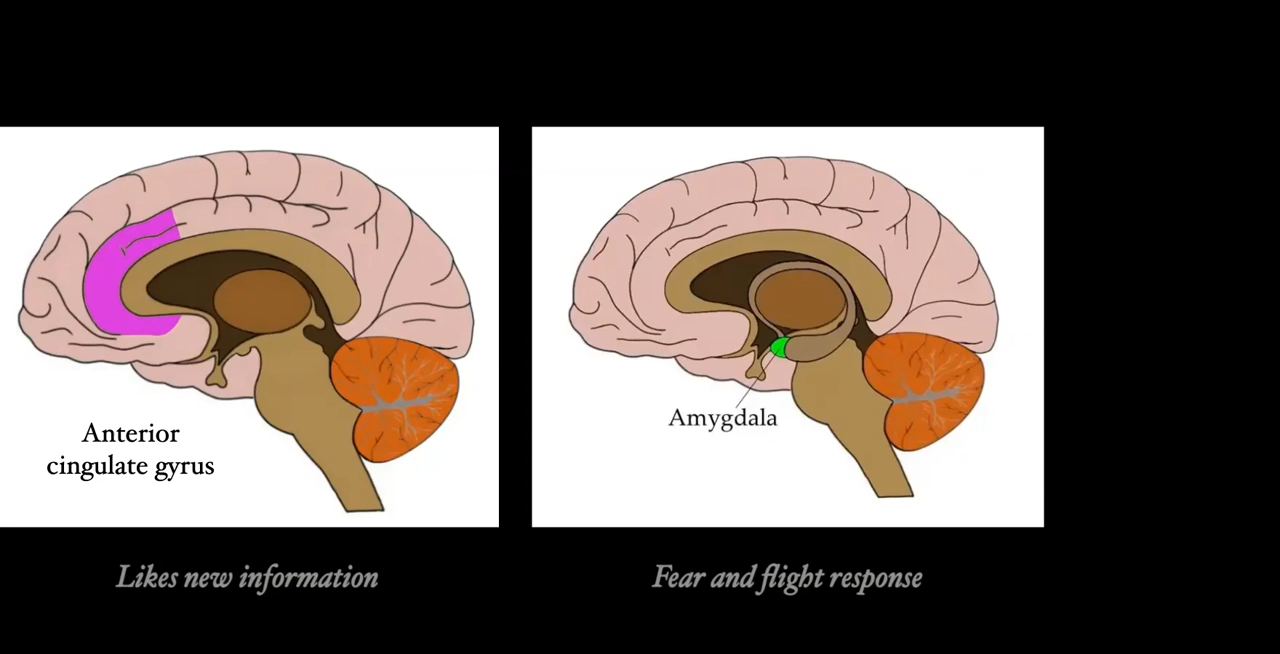 Anterior
cingulate gyrus
Amygdala
Likes new information
Fear and flight response